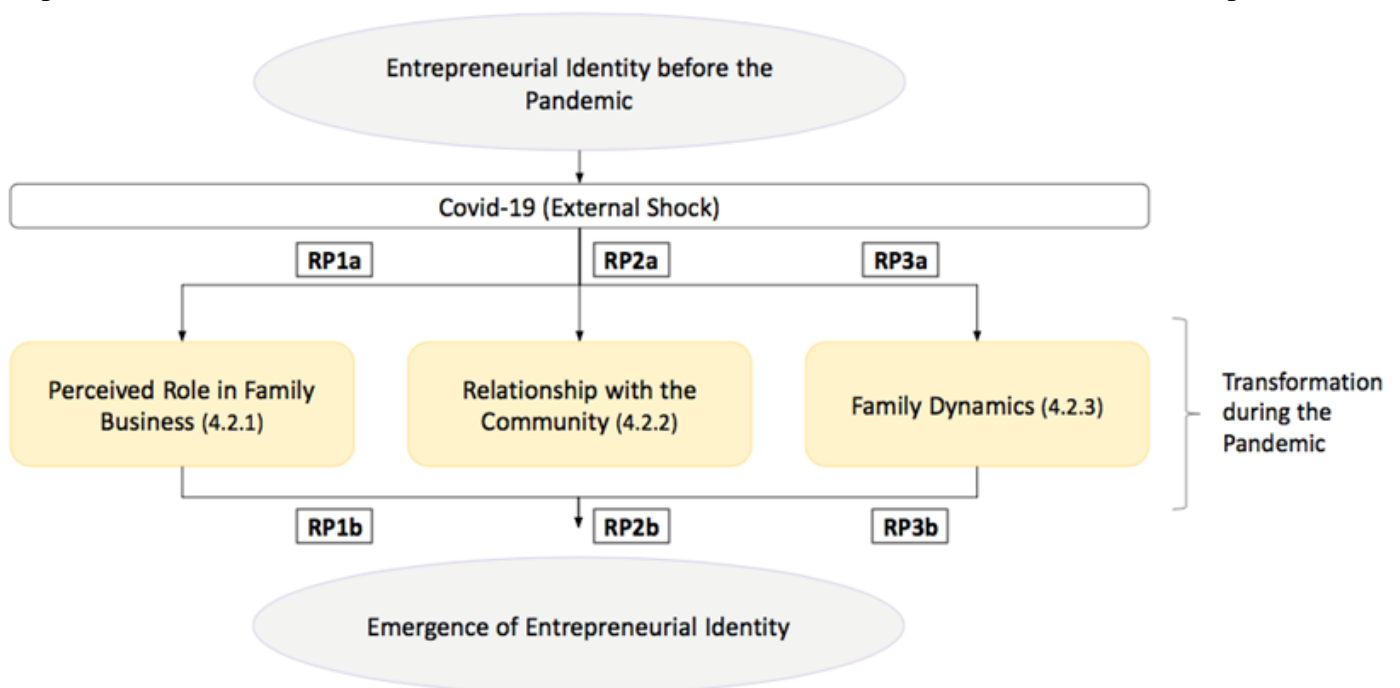 Entrepreneurial Identity before the
Pandemic
Covid-19 (External Shock)
RP1a
RP2a
RP3a
Perceived Role in Family
Business (4.2.1)
Relationship with the
Community (4.2.2)
Family Dynamics (4.2.3)
Transformation
during the
Pandemic
RP1b
RP2b
RP3b
Emergence of Entrepreneurial Identity